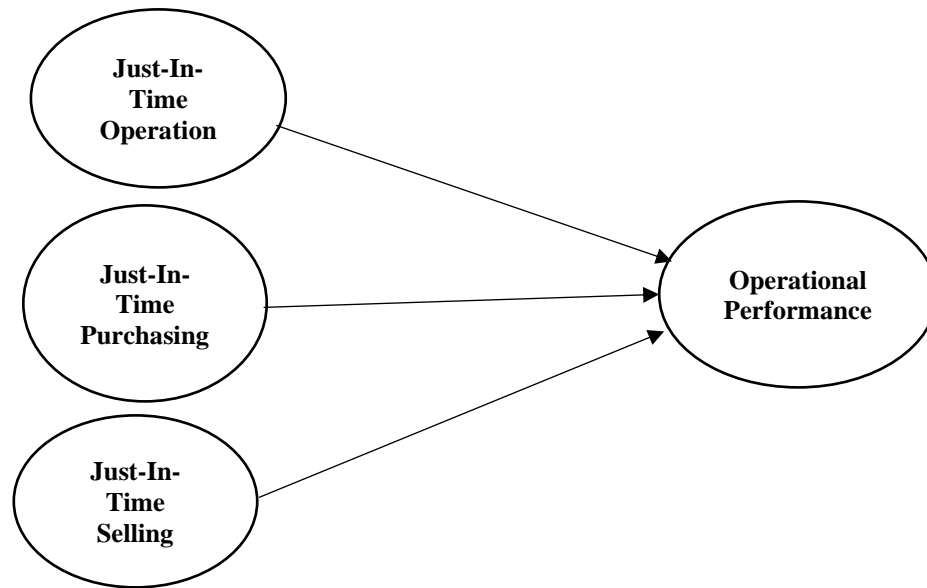 Just-In-
Time
Operation
Just-In-
Time
Purchasing
Just-In-
Time
Selling
Operational
Performance